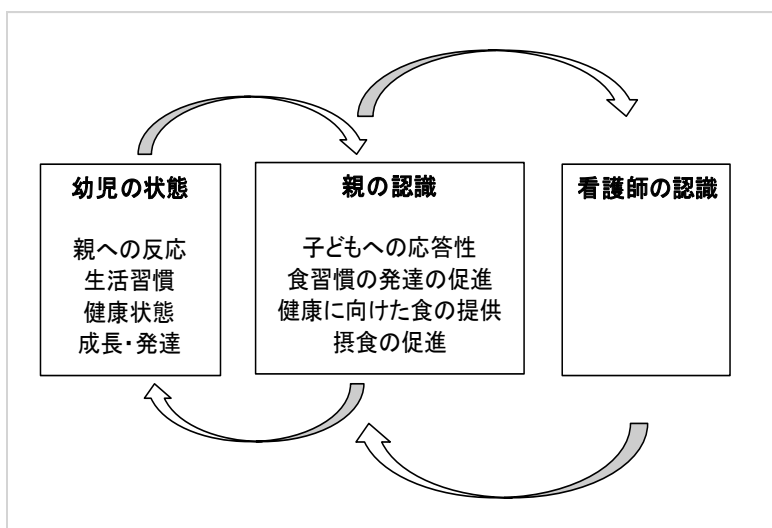 幼児の状態
親への反応
生活習慣
健康状態
成長・発達
親の認識
子どもへの応答性
食習慣の発達の促進
健康に向けた食の提供
摂食の促進
看護師の認識